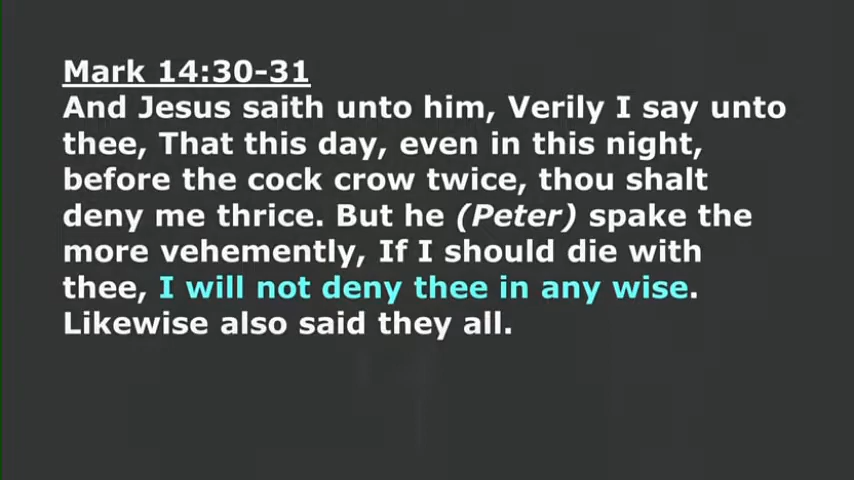 Mark 14:30-31
And Jesus saith unto him, Verily I say unto
thee, That this day, even in this night,
before the cock crow twice, thou shalt
deny me thrice. But he (Peter) spake the
more vehemently, If I should die with
thee, I will not deny thee in any wise.
Likewise also said they all.